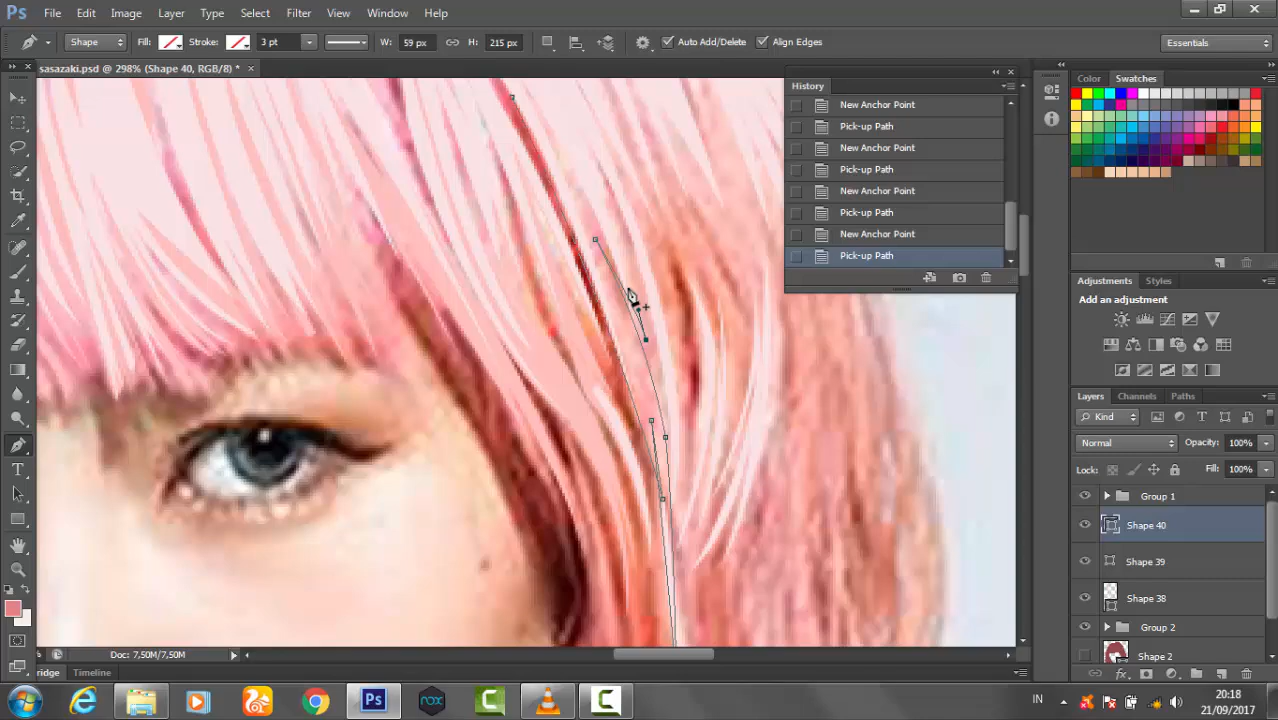 Ps File Edit Image Layer Type Select Filter View Window Help
Shape Fill: Stroke: 3 pt W: 59 px H: 215 px Auto Add/Delete Align Edges Essentials
sasazaki.psd @ 298% (Shape 40, RGB/8) *
History
New Anchor Point
Pick-up Path
New Anchor Point
Pick-up Path
New Anchor Point
Pick-up Path
New Anchor Point
Pick-up Path
Color Swatches
Adjustments Styles
Add an adjustment
Layers Channels Paths
Kind
Normal Opacity: 100%
Lock: Fill: 100%
Group 1
Shape 40
Shape 39
Shape 38
Group 2
Shape 2
Doc: 7,50M/7,50M
ridge Timeline
nox
IN
20:18
21/09/2017